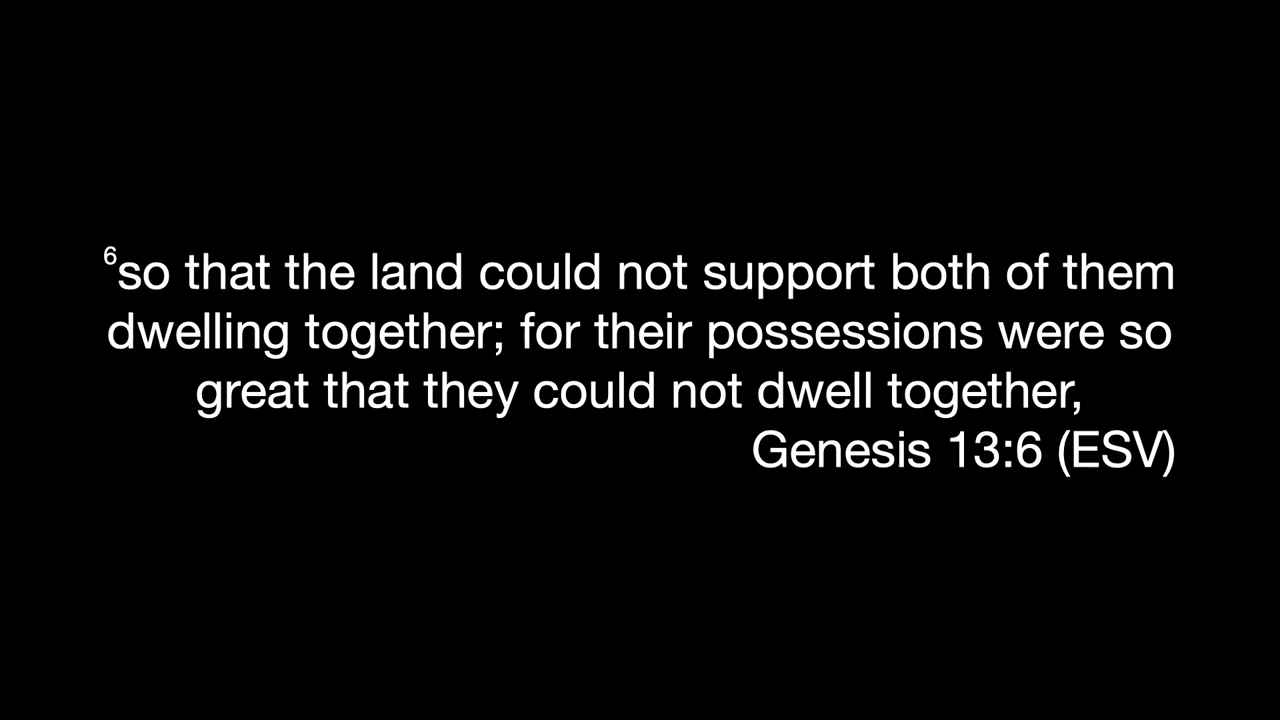 6so that the land could not support both of them
dwelling together; for their possessions were so
great that they could not dwell together,
Genesis 13:6 (ESV)